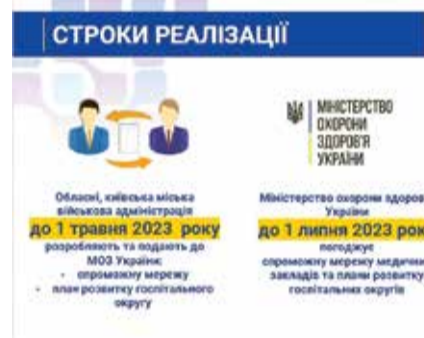 СТРОКИ РЕАЛІЗАЦІЇ
Обласні, київська міська
військова адміністрація
до 1 травня 2023 року
розробляють та подають до
МОЗ України:
- спроможну мережу
- план розвитку госпітального
округу
МІНІСТЕРСТВО
ОХОРОНИ
ЗДОРОВ'Я
УКРАЇНИ
Міністерство охорони здоров
України
до 1 липня 2023 рок
погоджує
спроможну мережу медичн
закладів та плани розвитку
госпітальних округів